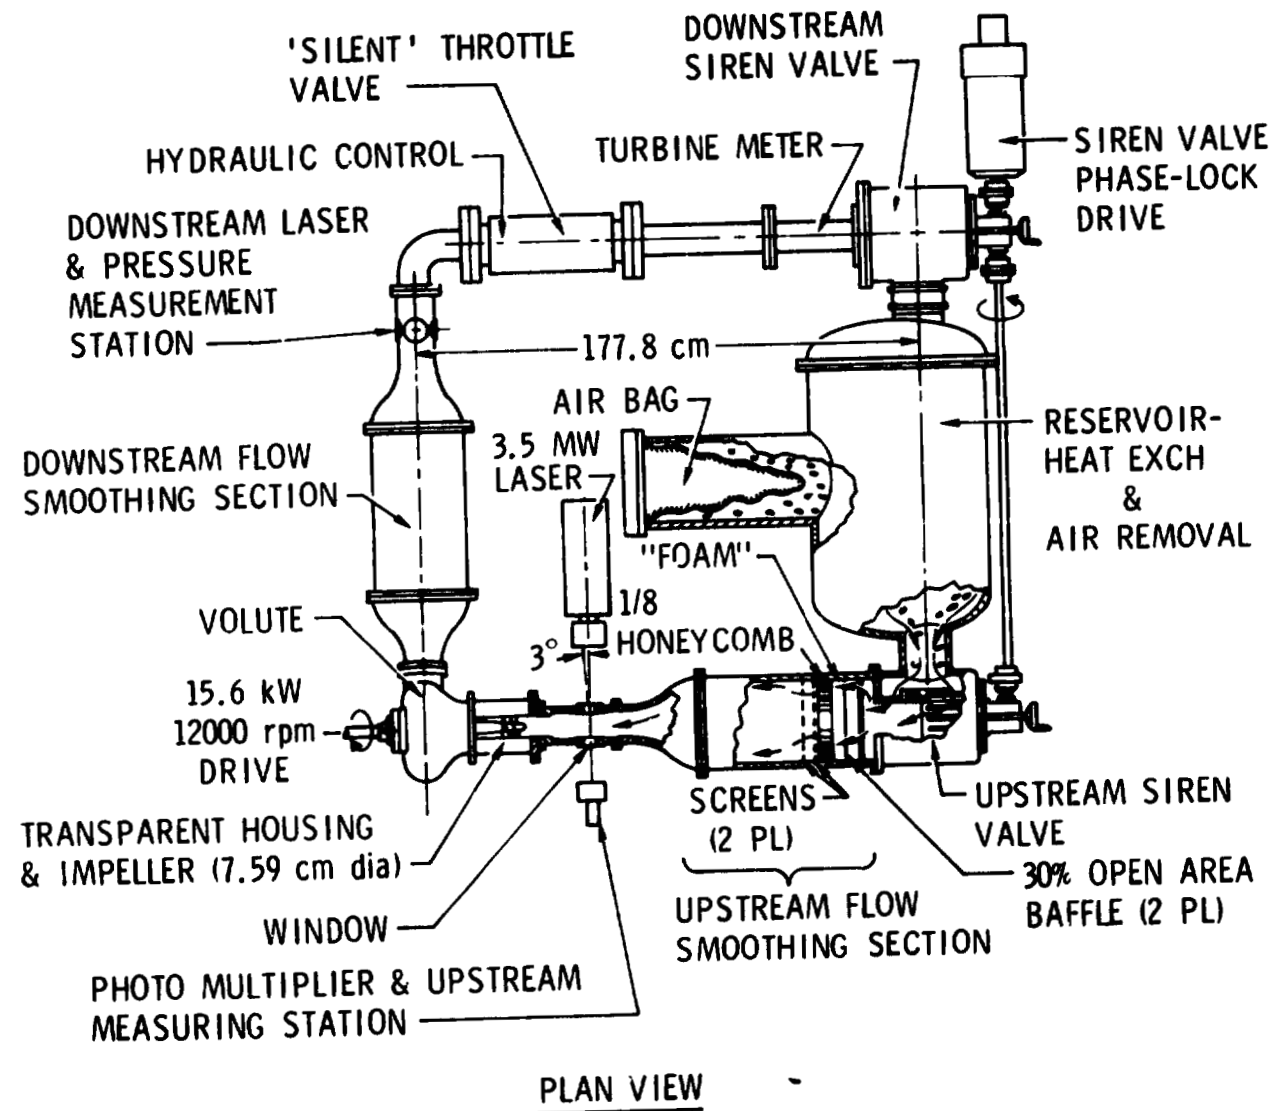 'SILENT' THROTTLE
VALVE
DOWNSTREAM
SIREN VALVE
HYDRAULIC CONTROL
TURBINE METER
SIREN VALVE
PHASE-LOCK
DRIVE
DOWNSTREAM LASER
& PRESSURE
MEASUREMENT
STATION
177.8 cm
AIR BAG
3.5 MW
LASER
RESERVOIR-
HEAT EXCH
&
AIR REMOVAL
DOWNSTREAM FLOW
SMOOTHING SECTION
"FOAM"
1/8
HONEYCOMB
3°
VOLUTE
15.6 kW
12000 rpm
DRIVE
SCREENS
(2 PL)
UPSTREAM SIREN
VALVE
TRANSPARENT HOUSING
& IMPELLER (7.59 cm dia)
30% OPEN AREA
BAFFLE (2 PL)
UPSTREAM FLOW
SMOOTHING SECTION
WINDOW
PHOTO MULTIPLIER & UPSTREAM
MEASURING STATION
PLAN VIEW